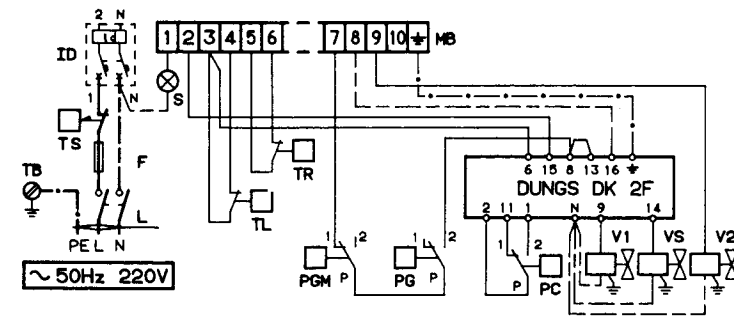 2 N
ID
Id
1 N
S
TS
F
TB
L
PE L N
~ 50Hz 220V
1 2 3 4 5 6 7 8 9 10 MB
TR
TL
6 15 8 13 16
DUNGS DK 2F
2 11 1 N 9 14
1 2
P
PGM
1 2
P
PG
1 2
P
PC
V1 VS V2